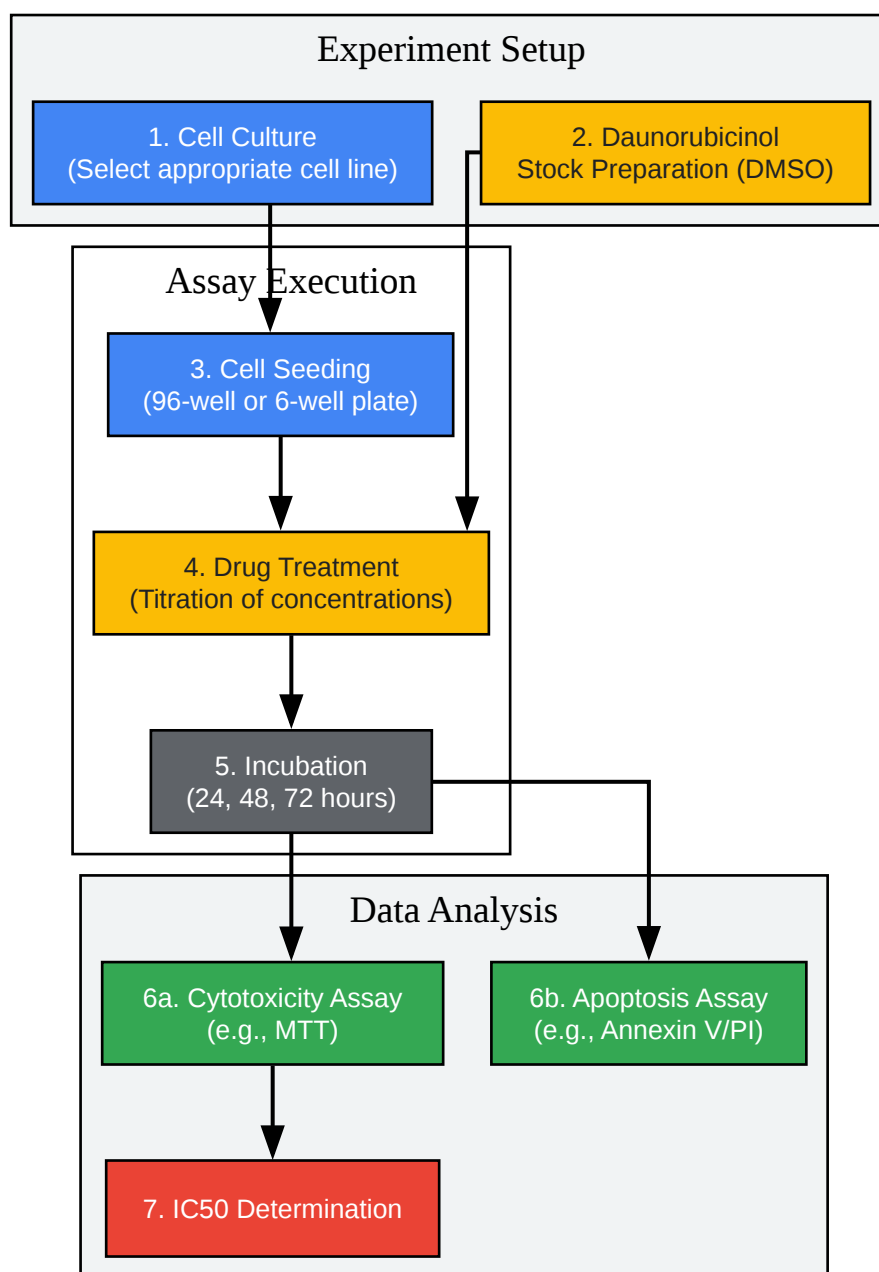 Experiment Setup
1. Cell Culture
(Select appropriate cell line)
2. Daunorubicinol
Stock Preparation (DMSO)
Assay Execution
3. Cell Seeding
(96-well or 6-well plate)
4. Drug Treatment
(Titration of concentrations)
5. Incubation
(24, 48, 72 hours)
Data Analysis
6a. Cytotoxicity Assay
(e.g., MTT)
6b. Apoptosis Assay
(e.g., Annexin V/PI)
7. IC50 Determination